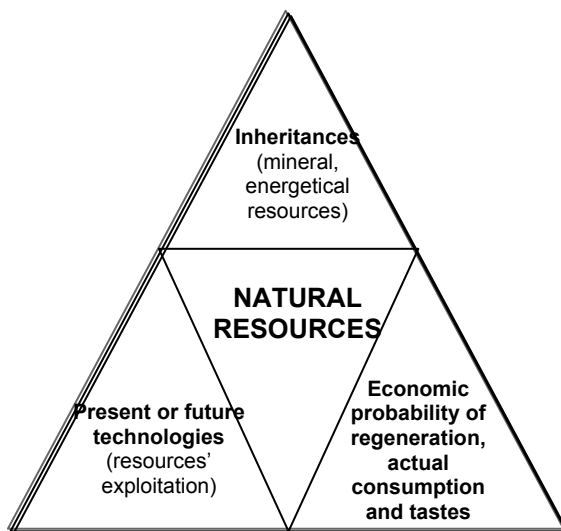 Inheritances
(mineral,
energetical
resources)
NATURAL
RESOURCES
Present or future
technologies
(resources’
exploitation)
Economic
probability of
regeneration,
actual
consumption
and tastes